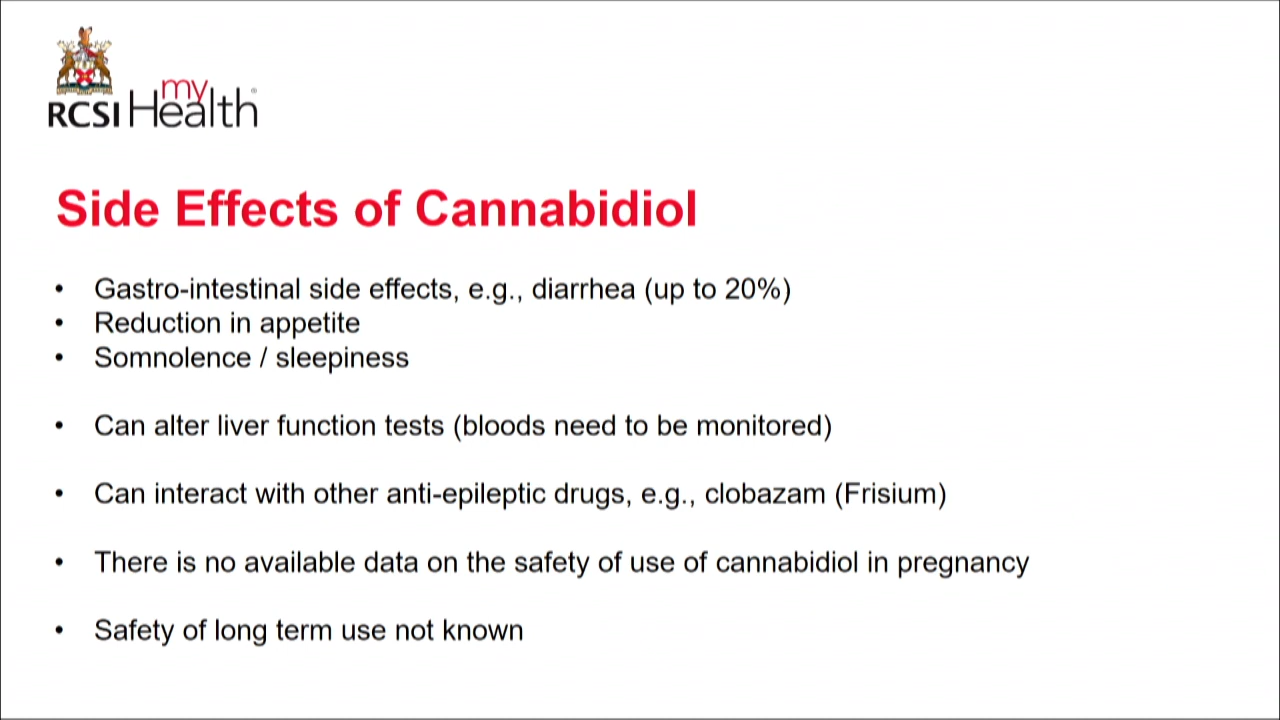 my
RCSI Health®
Side Effects of Cannabidiol
• Gastro-intestinal side effects, e.g., diarrhea (up to 20%)
• Reduction in appetite
• Somnolence / sleepiness
• Can alter liver function tests (bloods need to be monitored)
• Can interact with other anti-epileptic drugs, e.g., clobazam (Frisium)
• There is no available data on the safety of use of cannabidiol in pregnancy
• Safety of long term use not known